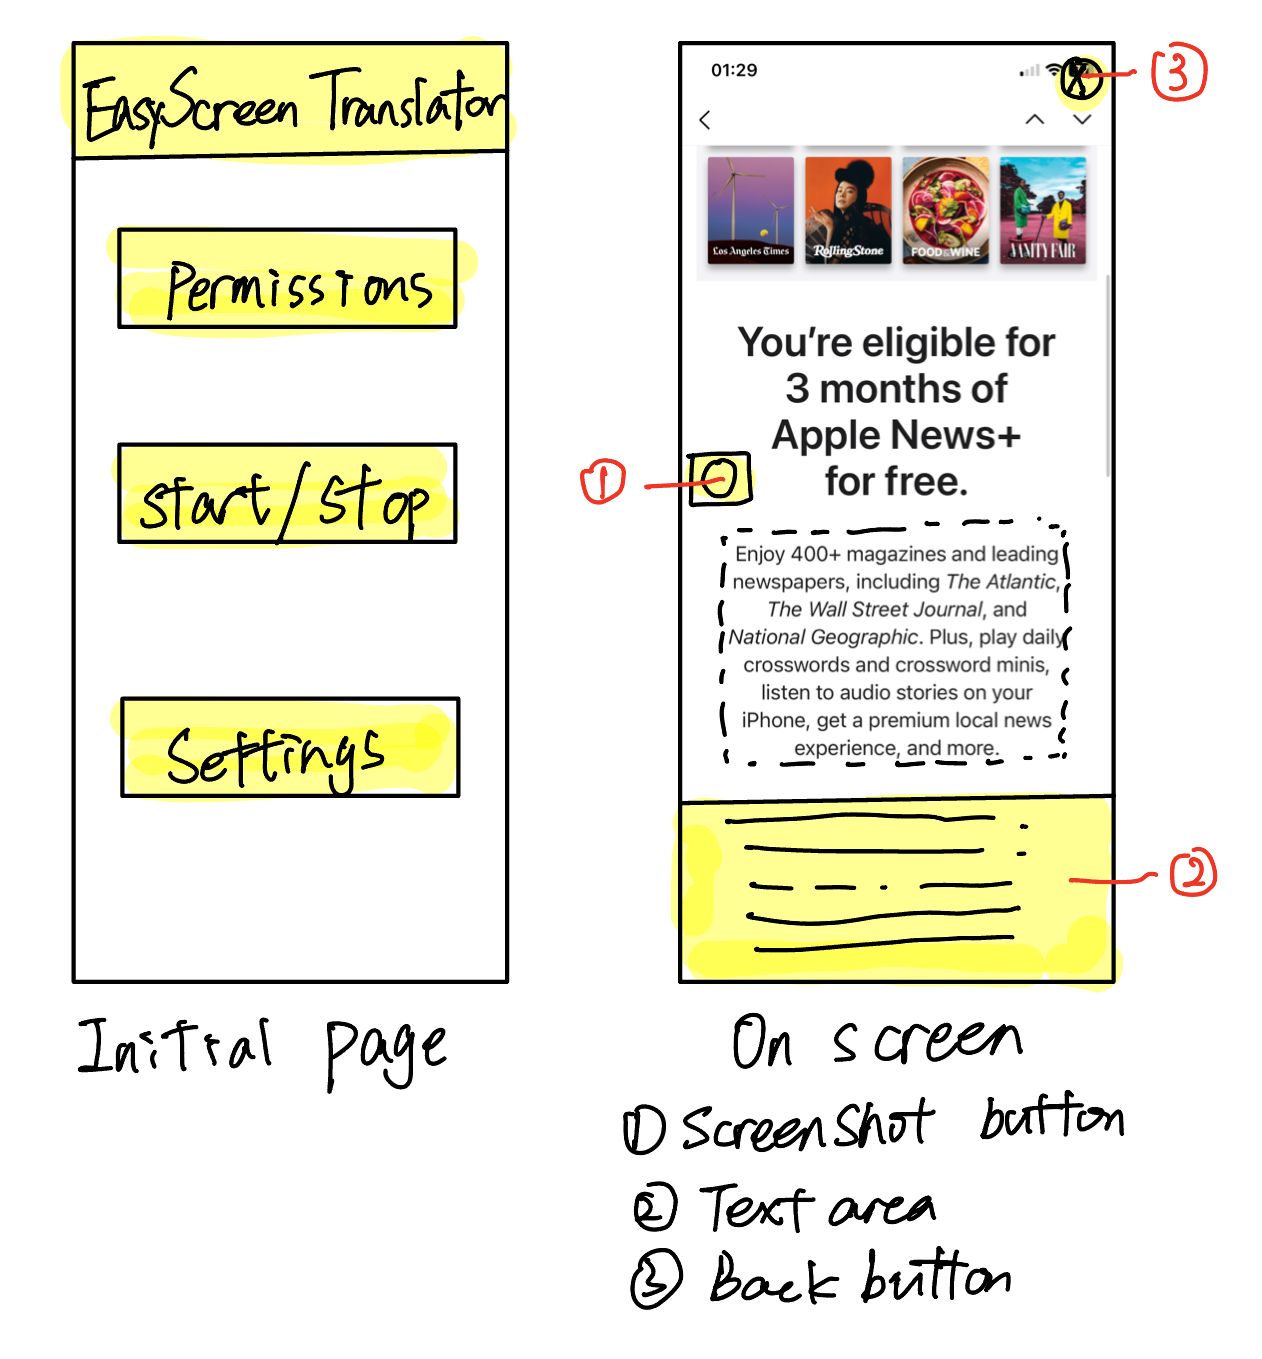 EasyScreen Translator
Permissions
Start/Stop
Settings
Initial page
01:29
③
Los Angeles Times
RollingStone
FOOD&WINE
VANITY FAIR
You're eligible for
3 months of
Apple News+
for free.
①
Enjoy 400+ magazines and leading
newspapers, including The Atlantic,
The Wall Street Journal, and
National Geographic. Plus, play daily
crosswords and crossword minis,
listen to audio stories on your
iPhone, get a premium local news
experience, and more.
②
On screen
① Screenshot button
② Text area
③ Back button